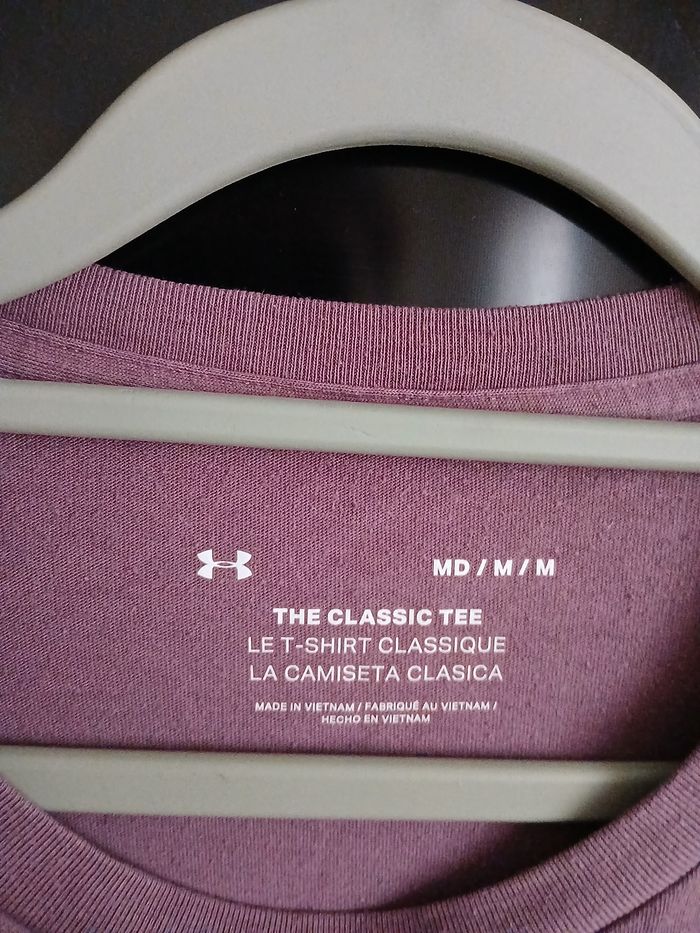 MD / M / M
THE CLASSIC TEE
LE T-SHIRT CLASSIQUE
LA CAMISETA CLASICA
MADE IN VIETNAM / FABRIQUÉ AU VIETNAM /
HECHO EN VIETNAM